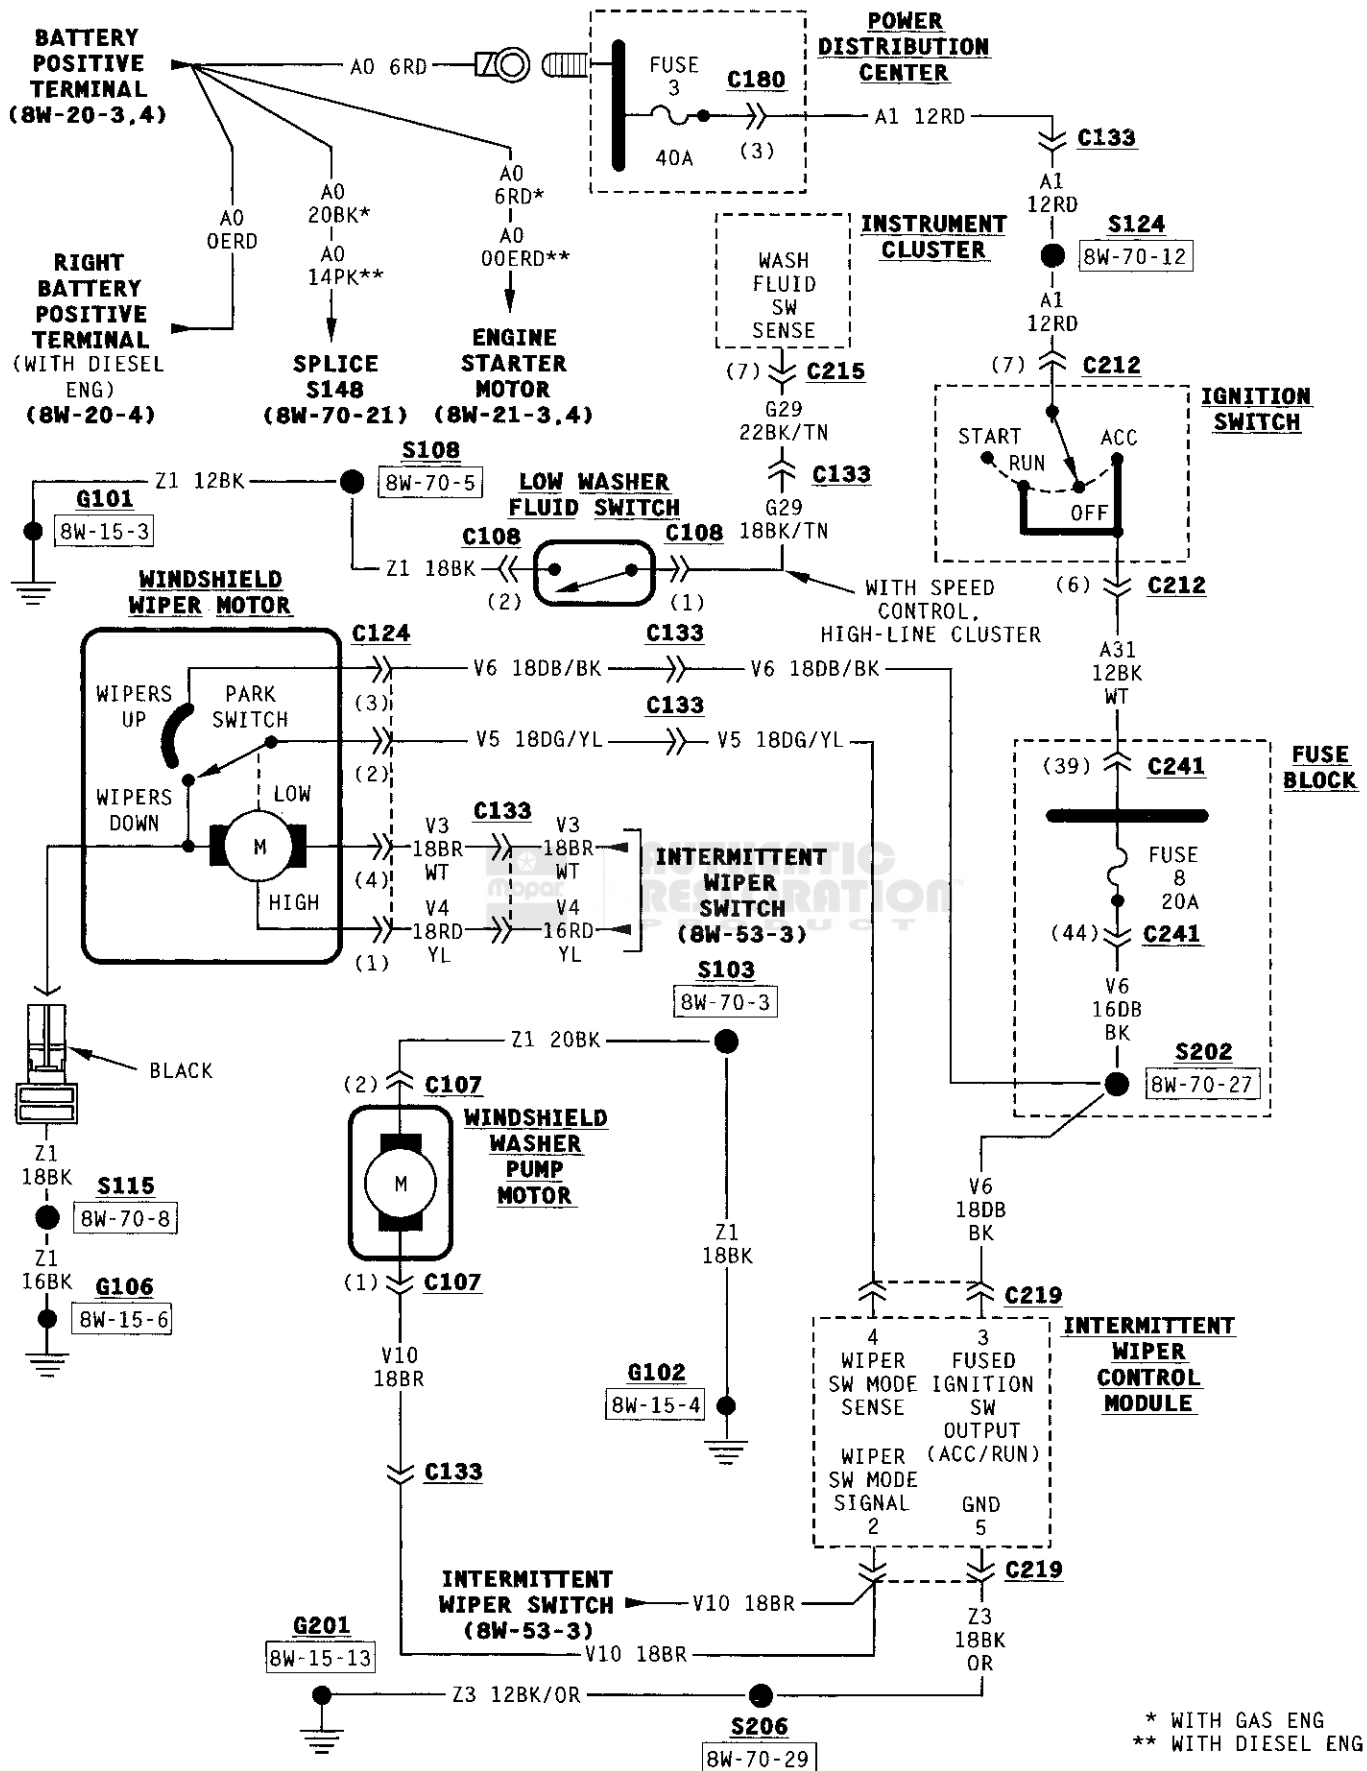 BATTERY
POSITIVE
TERMINAL
(8W-20-3,4)
A0 6RD
FUSE
3
40A
C180
(3)
POWER
DISTRIBUTION
CENTER
A1 12RD
C133
A1
12RD
S124
8W-70-12
A1
12RD
(7)
C212
A0
0ERD
A0
20BK*
A0
14PK**
A0
6RD*
A0
00ERD**
RIGHT
BATTERY
POSITIVE
TERMINAL
(WITH DIESEL
ENG)
(8W-20-4)
SPLICE
S148
(8W-70-21)
ENGINE
STARTER
MOTOR
(8W-21-3,4)
INSTRUMENT
CLUSTER
WASH
FLUID
SW
SENSE
(7)
C215
G29
22BK/TN
C133
G29
18BK/TN
IGNITION
SWITCH
START
RUN
ACC
OFF
(6)
C212
A31
12BK
WT
S108
8W-70-5
Z1 12BK
G101
8W-15-3
LOW WASHER
FLUID SWITCH
C108
C108
Z1 18BK
(2)
(1)
WITH SPEED
CONTROL,
HIGH-LINE CLUSTER
WINDSHIELD
WIPER MOTOR
C124
C133
V6 18DB/BK
V6 18DB/BK
(3)
C133
V5 18DG/YL
V5 18DG/YL
(2)
WIPERS
UP
PARK
SWITCH
WIPERS
DOWN
LOW
M
HIGH
C133
V3
18BR
WT
V3
18BR
WT
(4)
V4
18RD
YL
V4
16RD
YL
(1)
INTERMITTENT
WIPER
SWITCH
(8W-53-3)
mopar
AUTHENTIC
RESTORATION™
PRODUCT
(39)
C241
FUSE
BLOCK
FUSE
8
20A
(44)
C241
V6
16DB
BK
S202
8W-70-27
S103
8W-70-3
Z1 20BK
BLACK
(2)
C107
WINDSHIELD
WASHER
PUMP
MOTOR
M
(1)
C107
Z1
18BK
S115
8W-70-8
Z1
16BK
G106
8W-15-6
V10
18BR
C133
Z1
18BK
G102
8W-15-4
V6
18DB
BK
C219
INTERMITTENT
WIPER
CONTROL
MODULE
4
WIPER
SW MODE
SENSE
3
FUSED
IGNITION
SW
OUTPUT
(ACC/RUN)
WIPER
SW MODE
SIGNAL
2
GND
5
C219
INTERMITTENT
WIPER SWITCH
(8W-53-3)
V10 18BR
V10 18BR
Z3
18BK
OR
G201
8W-15-13
Z3 12BK/OR
S206
8W-70-29
* WITH GAS ENG
** WITH DIESEL ENG